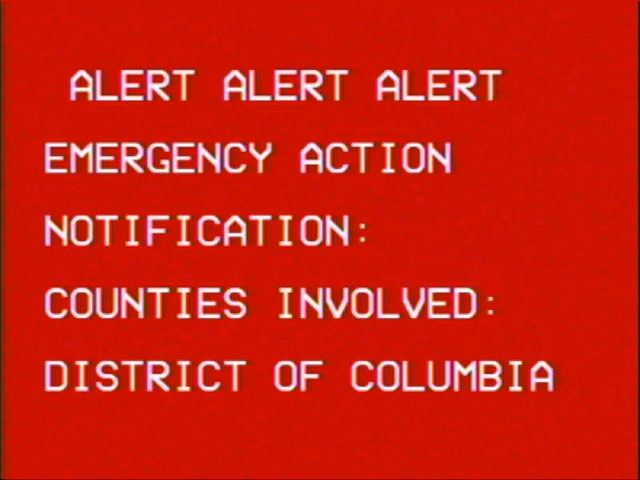 ALERT ALERT ALERT
EMERGENCY ACTION
NOTIFICATION:
COUNTIES INVOLVED:
DISTRICT OF COLUMBIA